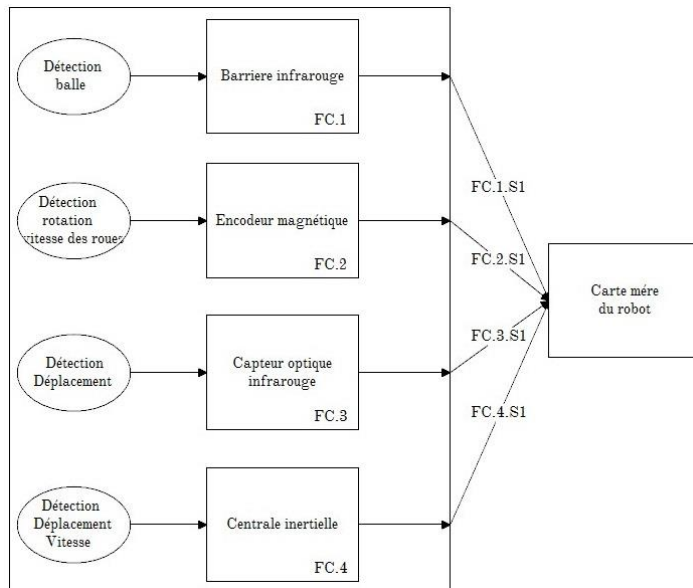 Détection
balle
Barriere infrarouge
FC.1
FC.1.S1
Détection
rotation
vitesse des roues
Encodeur magnétique
FC.2
FC.2.S1
Carte mére
du robot
Détection
Déplacement
Capteur optique
infrarouge
FC.3
FC.3.S1
Détection
Déplacement
Vitesse
Centrale inertielle
FC.4
FC.4.S1